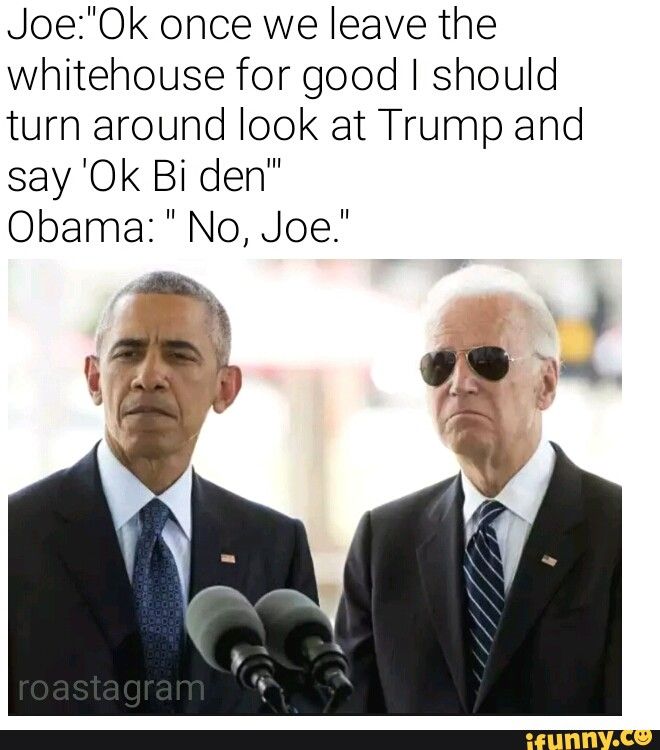 Joe:"Ok once we leave the
whitehouse for good I should
turn around look at Trump and
say 'Ok Bi den'"
Obama: " No, Joe."
roastagram
ifunny.co